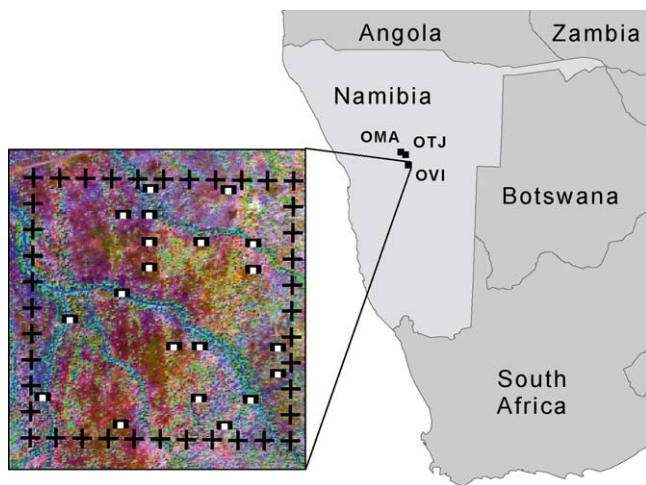 Angola
Zambia
Namibia
OMA
OTJ
OVI
Botswana
South
Africa